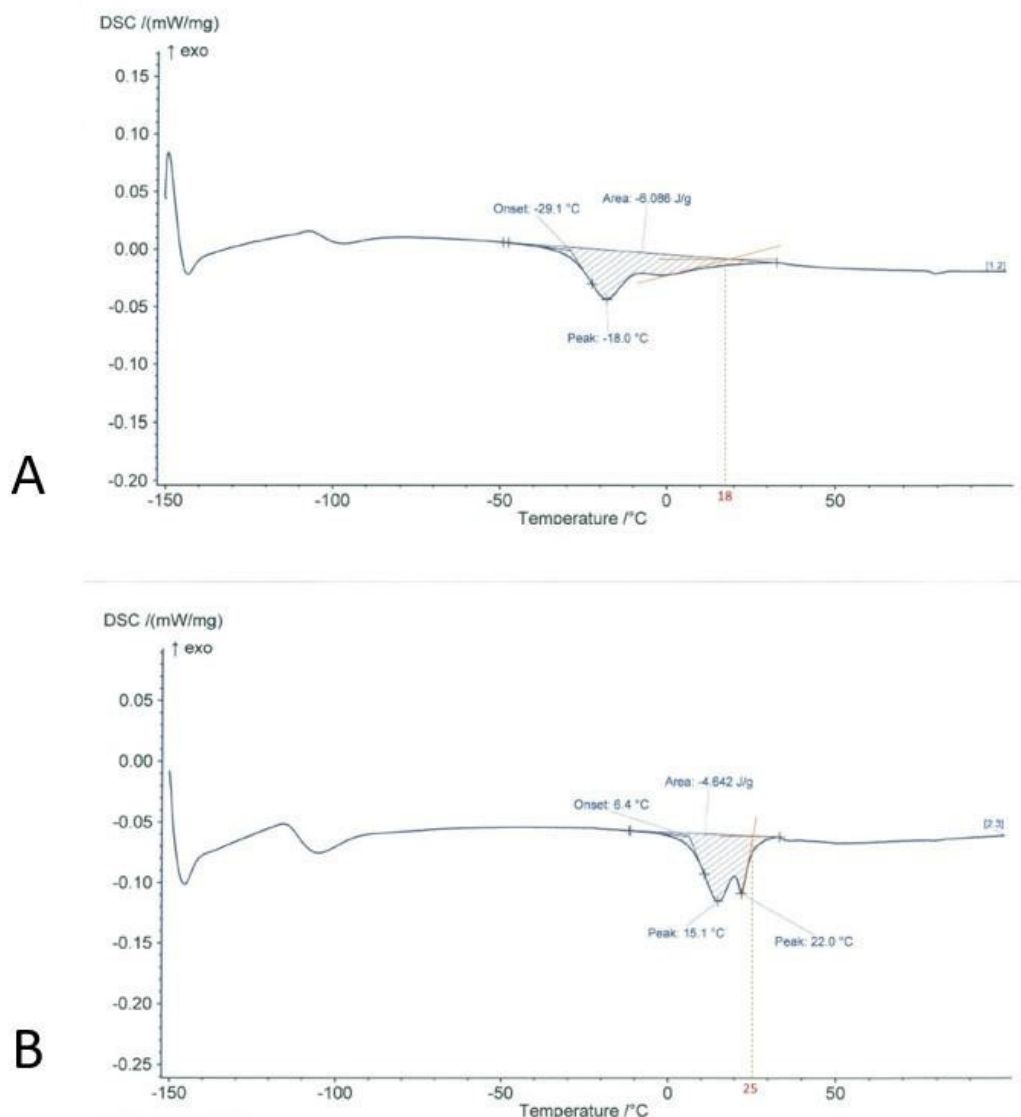 DSC /(mW/mg)
↑ exo
0.15
0.10
0.05
0.00
-0.05
-0.10
-0.15
-0.20
Onset: -29.1 °C
Area: -6.086 J/g
Peak: -18.0 °C
[1.2]
A
-150
-100
-50
0
18
50
Temperature /°C
DSC /(mW/mg)
↑ exo
0.05
0.00
-0.05
-0.10
-0.15
-0.20
-0.25
Area: -4.642 J/g
Onset: 6.4 °C
[2.3]
Peak: 15.1 °C
Peak: 22.0 °C
B
-150
-100
-50
0
25
50
Temperature /°C